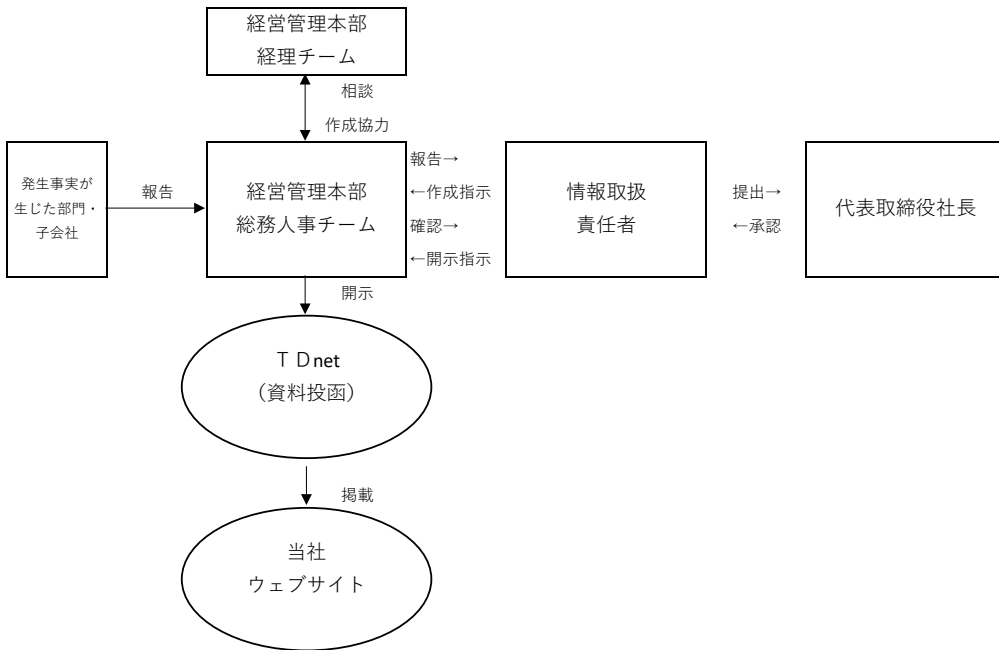 経営管理本部
経理チーム
相談
作成協力
発生事実が
生じた部門・
子会社
報告
経営管理本部
総務人事チーム
報告→
←作成指示
確認→
←開示指示
情報取扱
責任者
提出→
←承認
代表取締役社長
開示
ＴＤnet
（資料投函）
掲載
当社
ウェブサイト